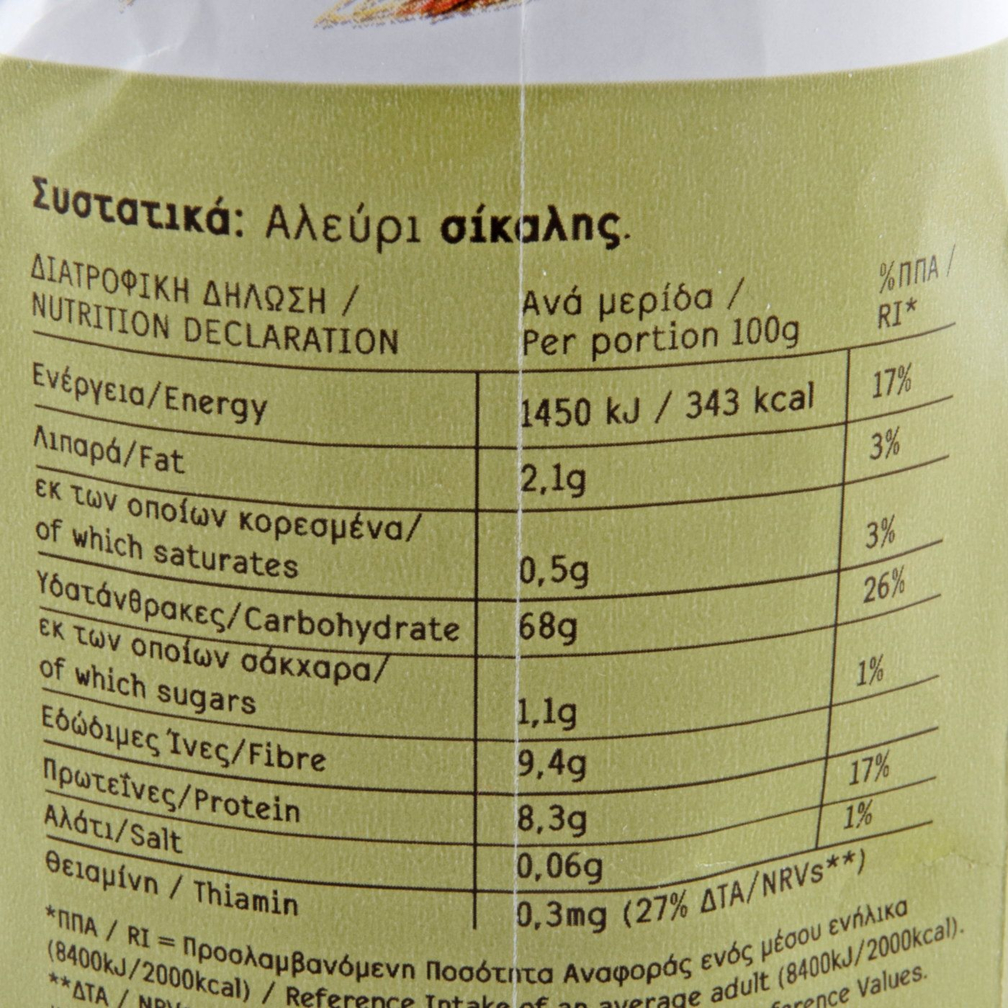 Συστατικά: Αλεύρι σίκαλης.
ΔΙΑΤΡΟΦΙΚΗ ΔΗΛΩΣΗ / Ανά μερίδα / %ΠΠΑ /
NUTRITION DECLARATION Per portion 100g RI*
Ενέργεια/Energy 1450 kJ / 343 kcal 17%
Λιπαρά/Fat 2,1g 3%
εκ των οποίων κορεσμένα/
of which saturates 0,5g 3%
Υδατάνθρακες/Carbohydrate 68g 26%
εκ των οποίων σάκχαρα/
of which sugars 1,1g 1%
Εδώδιμες Ίνες/Fibre 9,4g
Πρωτεΐνες/Protein 8,3g 17%
Αλάτι/Salt 0,06g 1%
Θειαμίνη / Thiamin 0,3mg (27% ΔΤΑ/NRVs**)
*ΠΠΑ / RI = Προσλαμβανόμενη Ποσότητα Αναφοράς ενός μέσου ενήλικα
(8400kJ/2000kcal) / Reference Intake of an average adult (8400kJ/2000kcal).
**ΔΤΑ / Values.